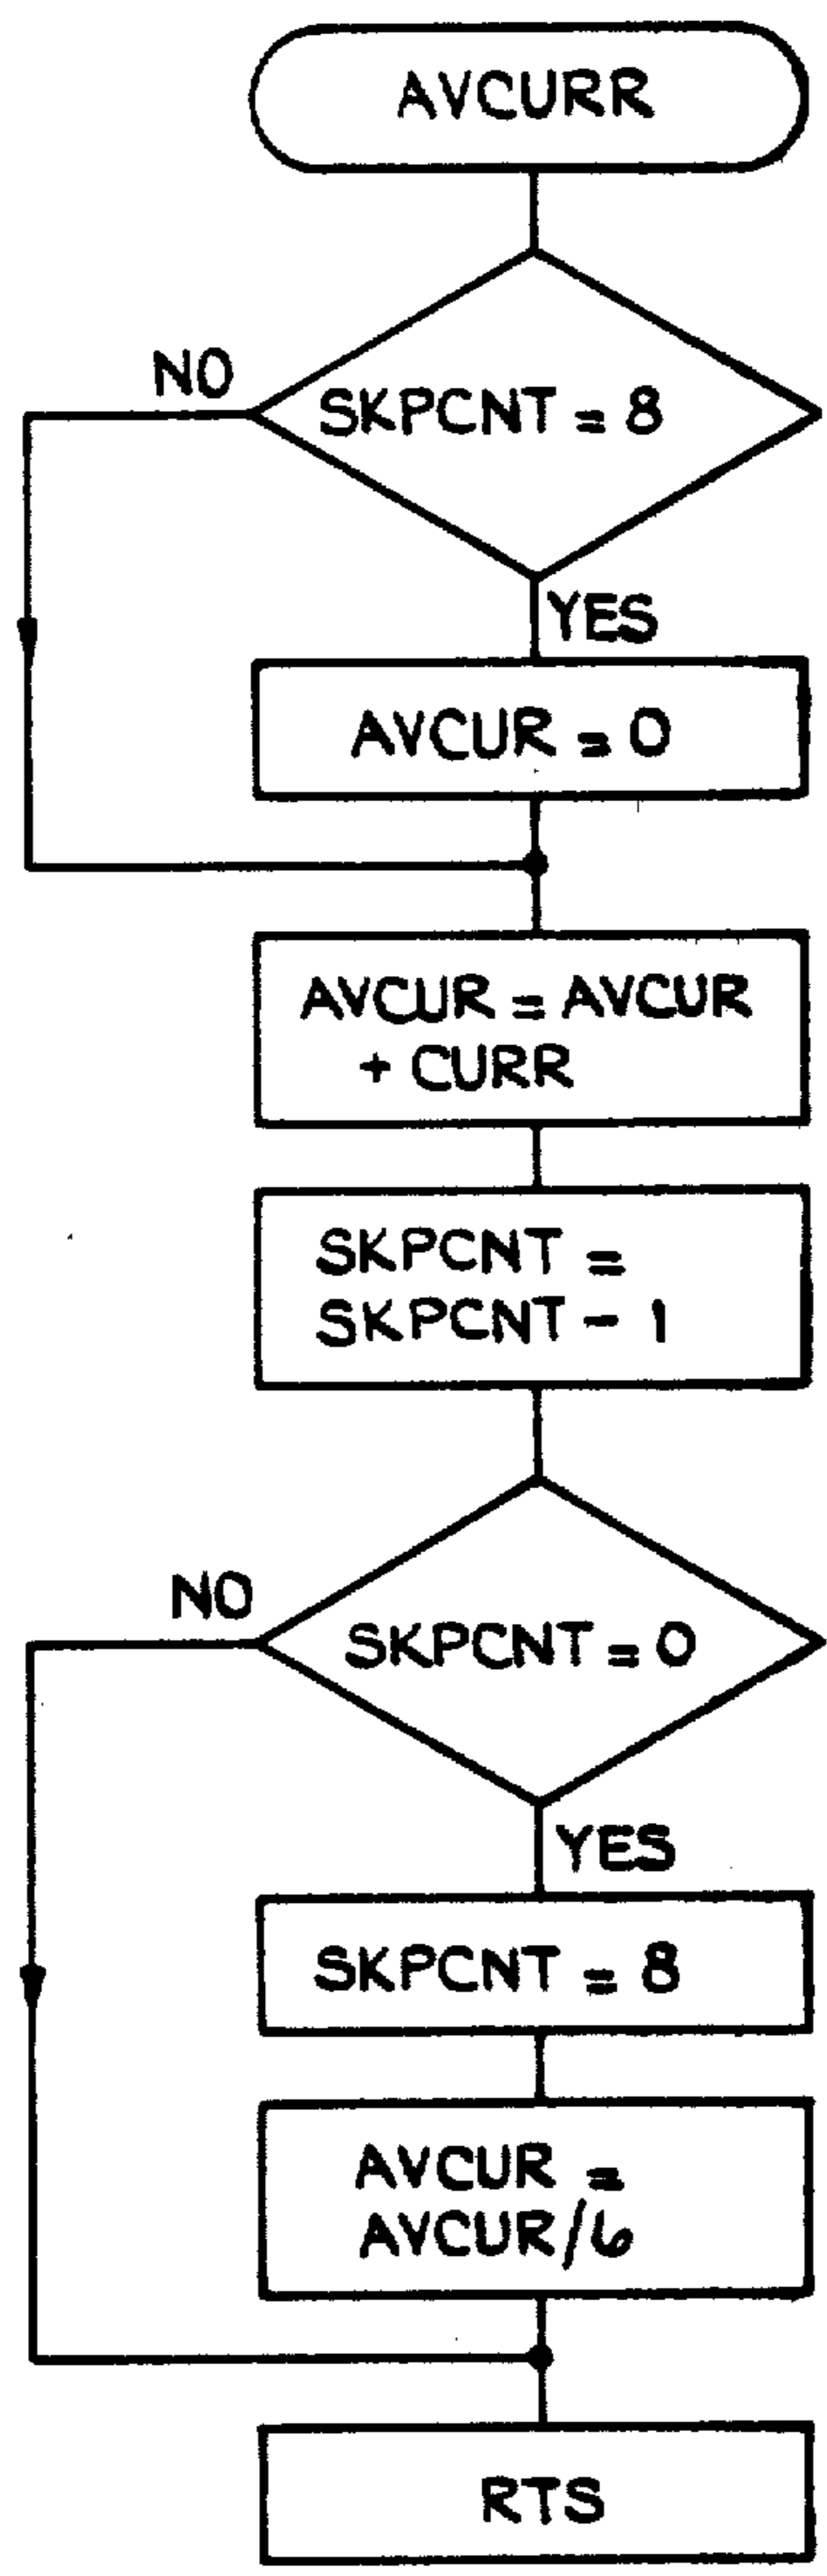 AVCURR
NO
SKPCNT = 8
YES
AVCUR = 0
AVCUR = AVCUR
+ CURR
SKPCNT =
SKPCNT - 1
NO
SKPCNT = 0
YES
SKPCNT = 8
AVCUR =
AVCUR/6
RTS